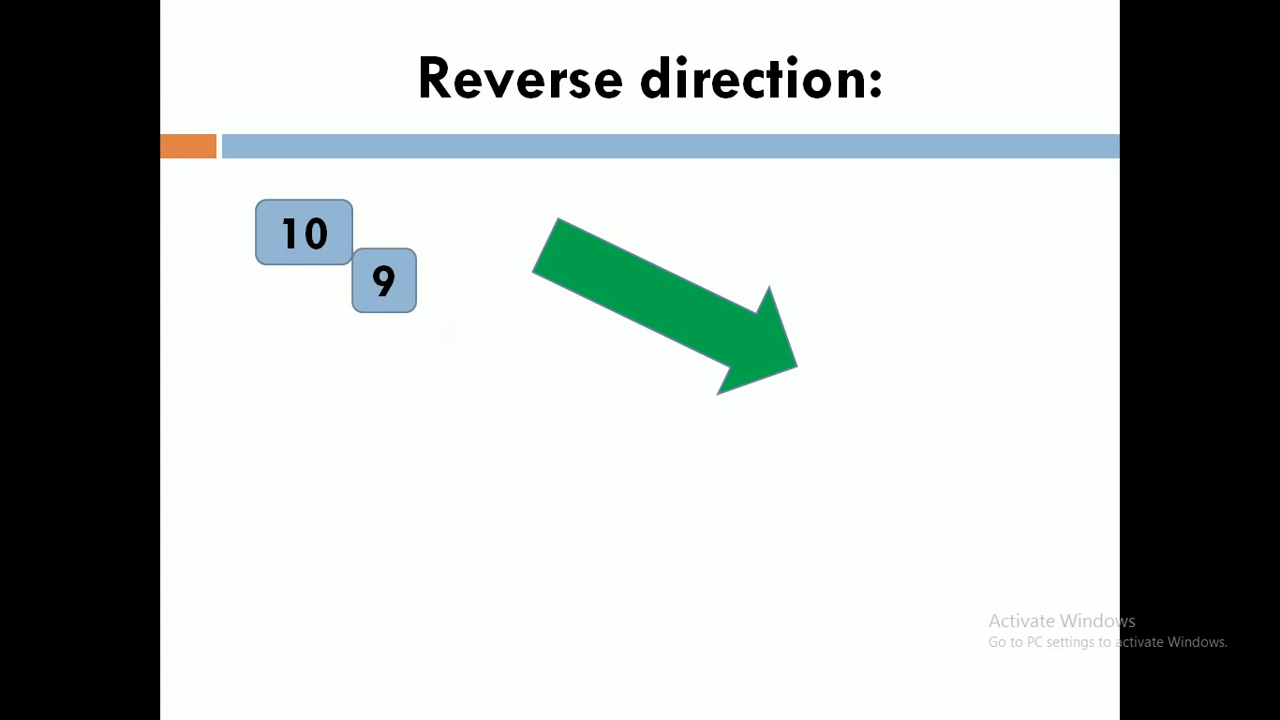 Reverse direction:
10
9
Activate Windows
Go to PC settings to activate Windows.